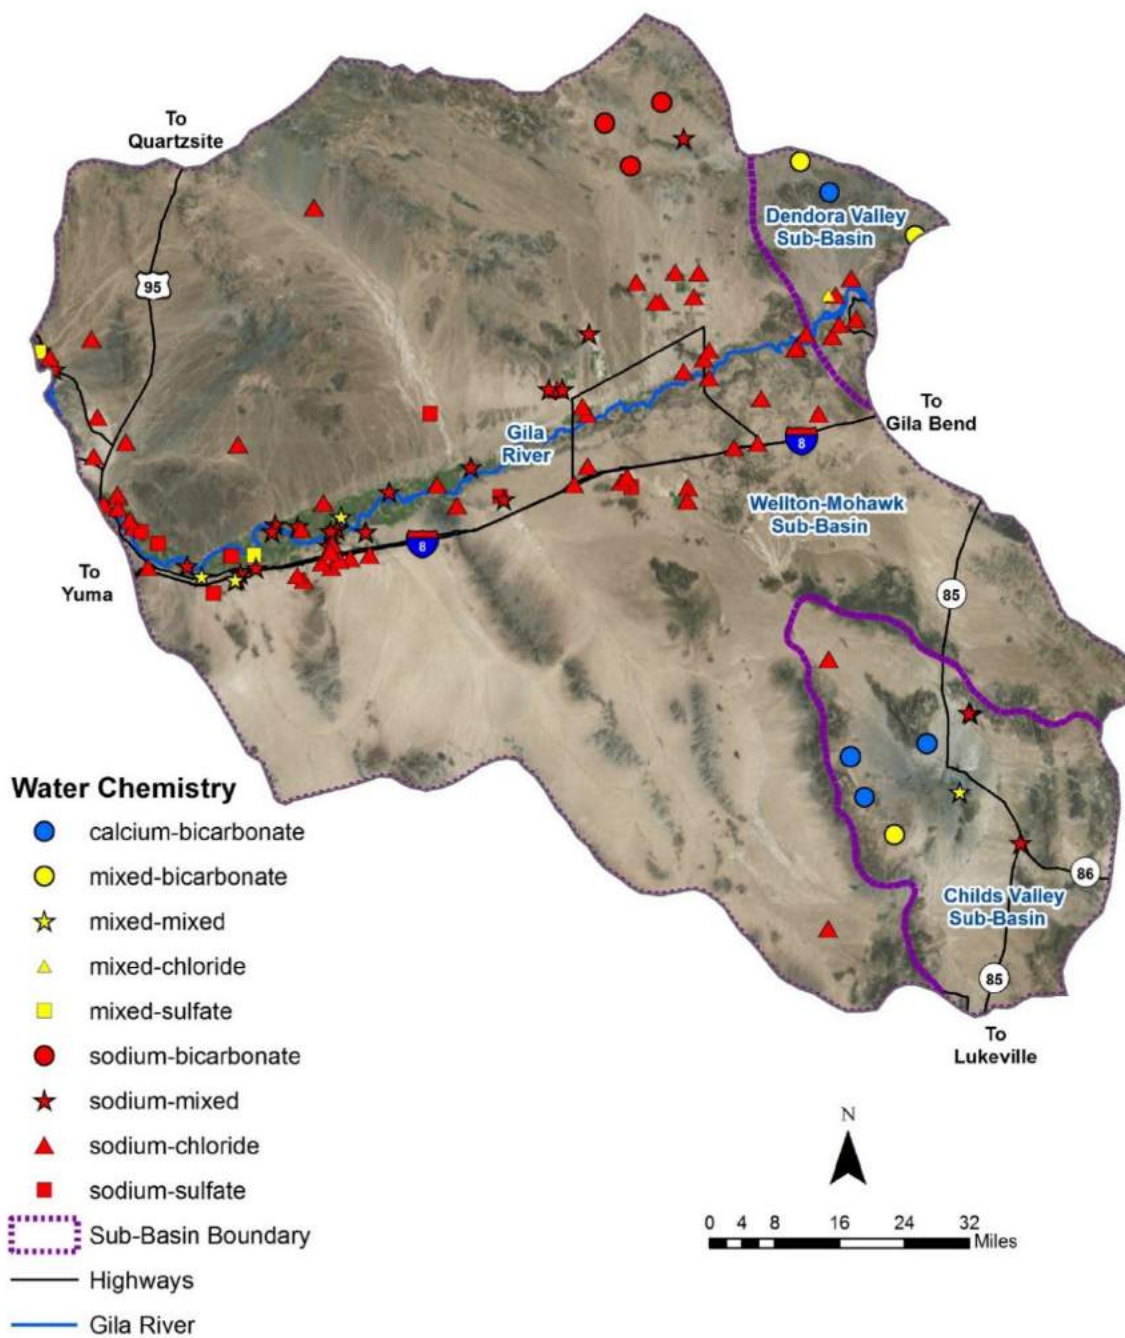 To
Quartzsite
95
Dendora Valley
Sub-Basin
To
Gila Bend
8
Gila
River
Wellton-Mohawk
Sub-Basin
8
To
Yuma
85
86
Childs Valley
Sub-Basin
85
To
Lukeville
Water Chemistry
calcium-bicarbonate
mixed-bicarbonate
mixed-mixed
mixed-chloride
mixed-sulfate
sodium-bicarbonate
sodium-mixed
sodium-chloride
sodium-sulfate
Sub-Basin Boundary
Highways
Gila River
N
0 4 8 16 24 32
Miles